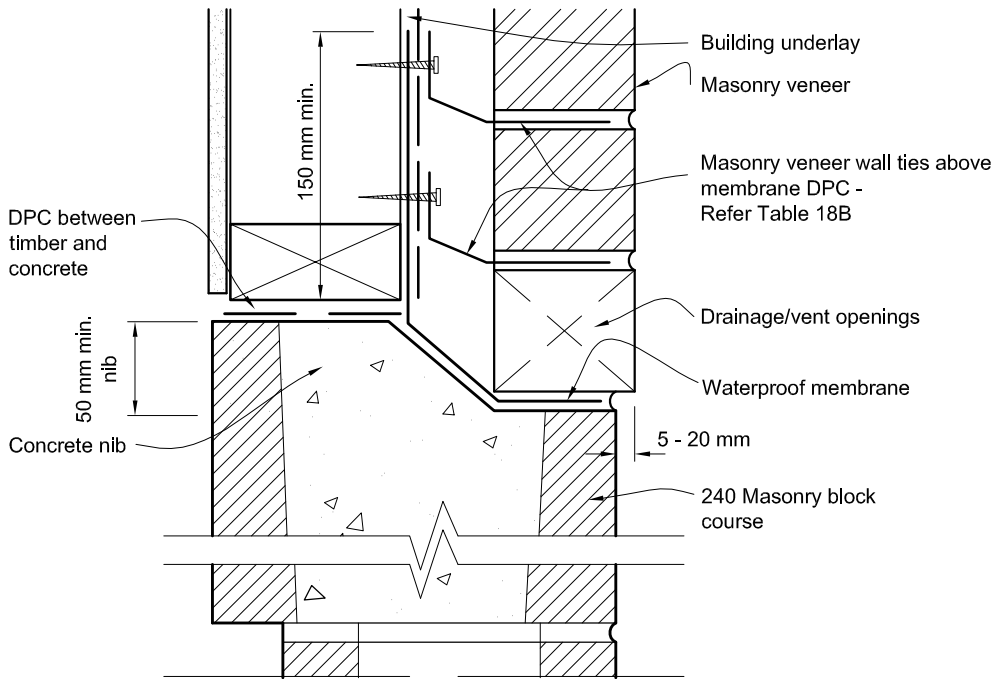 Building underlay
Masonry veneer
150 mm min.
Masonry veneer wall ties above
membrane DPC -
Refer Table 18B
DPC between
timber and
concrete
Drainage/vent openings
50 mm min.
nib
Waterproof membrane
Concrete nib
5 - 20 mm
240 Masonry block
course